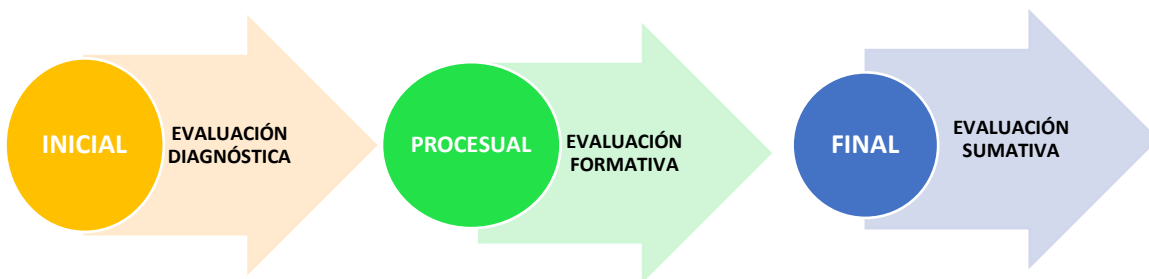 INICIAL
EVALUACIÓN
DIAGNÓSTICA
PROCESUAL
EVALUACIÓN
FORMATIVA
FINAL
EVALUACIÓN
SUMATIVA